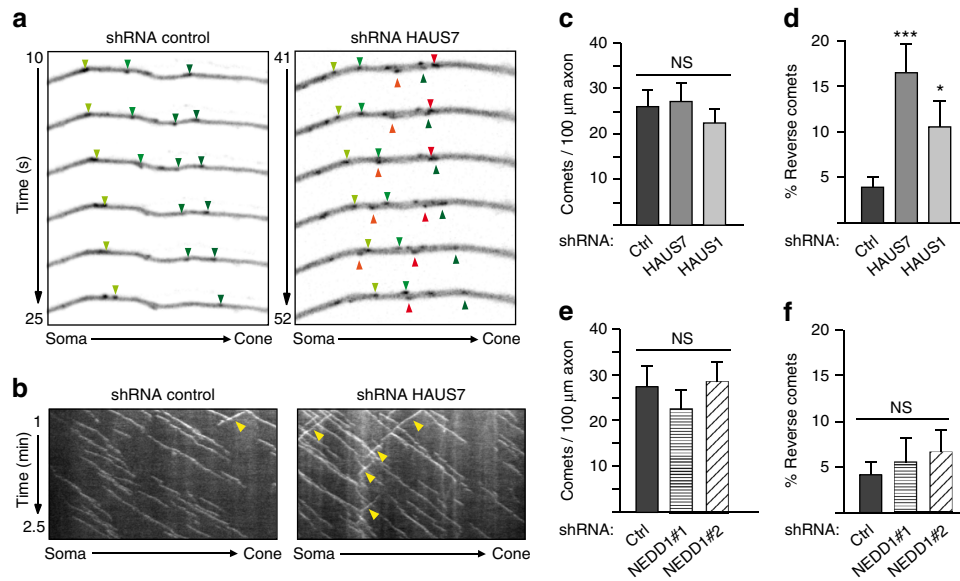 a
shRNA control
shRNA HAUS7
10
Time (s)
25
41
52
Soma
Cone
Soma
Cone
b
shRNA control
shRNA HAUS7
1
Time (min)
2.5
Soma
Cone
Soma
Cone
c
Comets / 100 µm axon
40
30
20
10
NS
shRNA:
Ctrl
HAUS7
HAUS1
d
% Reverse comets
20
15
10
5
***
*
shRNA:
Ctrl
HAUS7
HAUS1
e
Comets / 100 µm axon
40
30
20
10
NS
shRNA:
Ctrl
NEDD1#1
NEDD1#2
f
% Reverse comets
20
15
10
5
0
NS
shRNA:
Ctrl
NEDD1#1
NEDD1#2